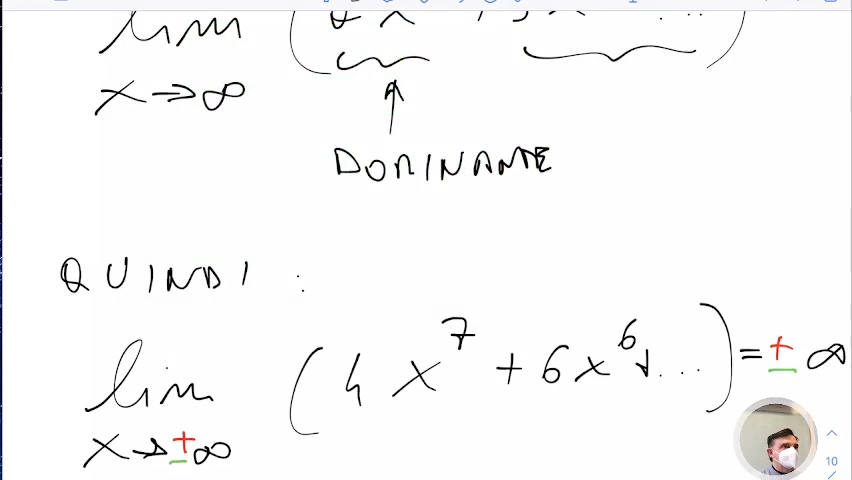 lim
x→∞
DOMINANTE
QUINDI :
lim (4x⁷ + 6x⁶ + ...) = ± ∞
x→±∞
10